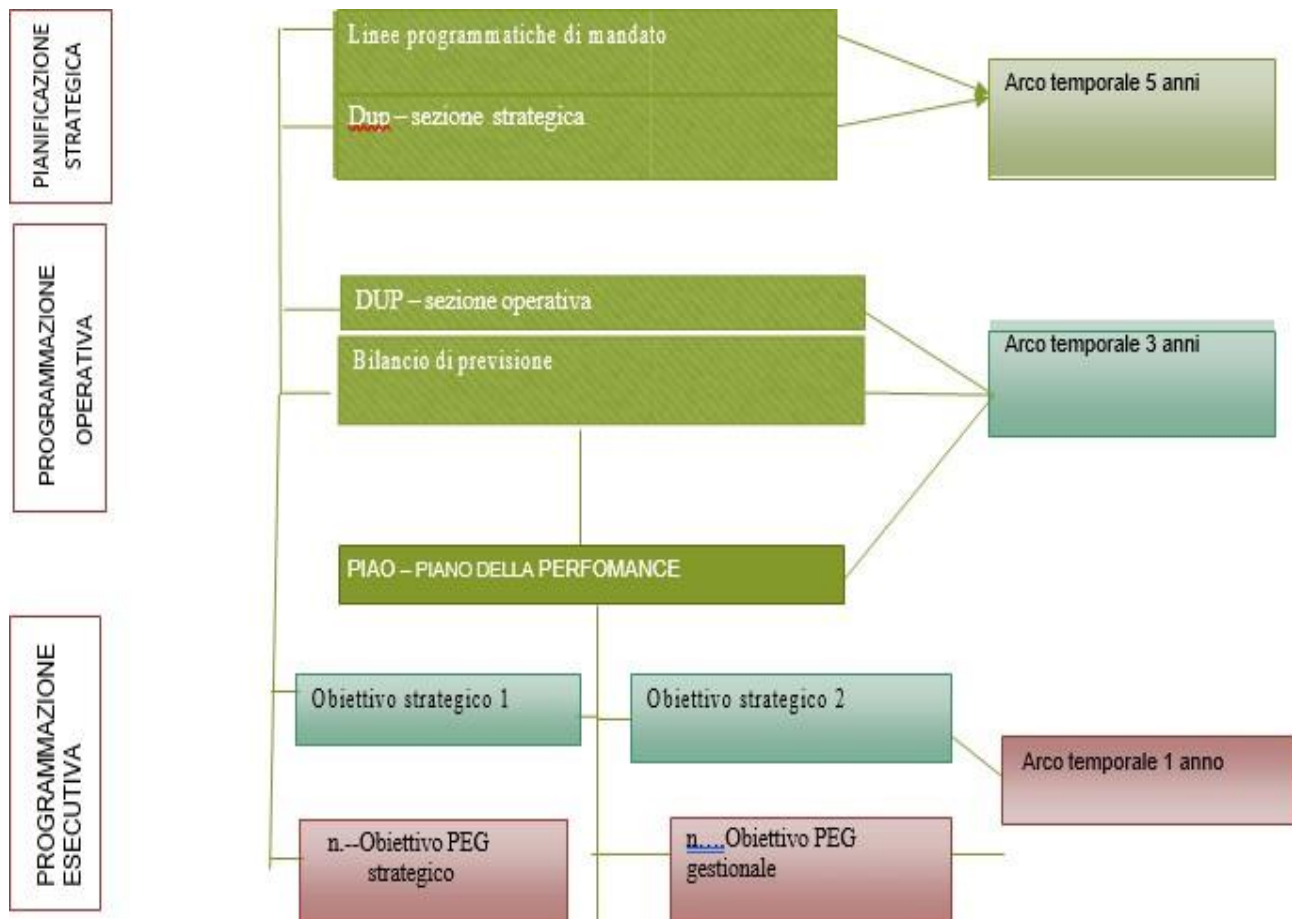 PIANIFICAZIONE
STRATEGICA
Linee programmatiche di mandato
Dup – sezione strategica
Arco temporale 5 anni
PROGRAMMAZIONE
OPERATIVA
DUP – sezione operativa
Bilancio di previsione
Arco temporale 3 anni
PIAO – PIANO DELLA PERFOMANCE
PROGRAMMAZIONE
ESECUTIVA
Obiettivo strategico 1
Obiettivo strategico 2
Arco temporale 1 anno
n.--Obiettivo PEG
strategico
n....Obiettivo PEG
gestionale